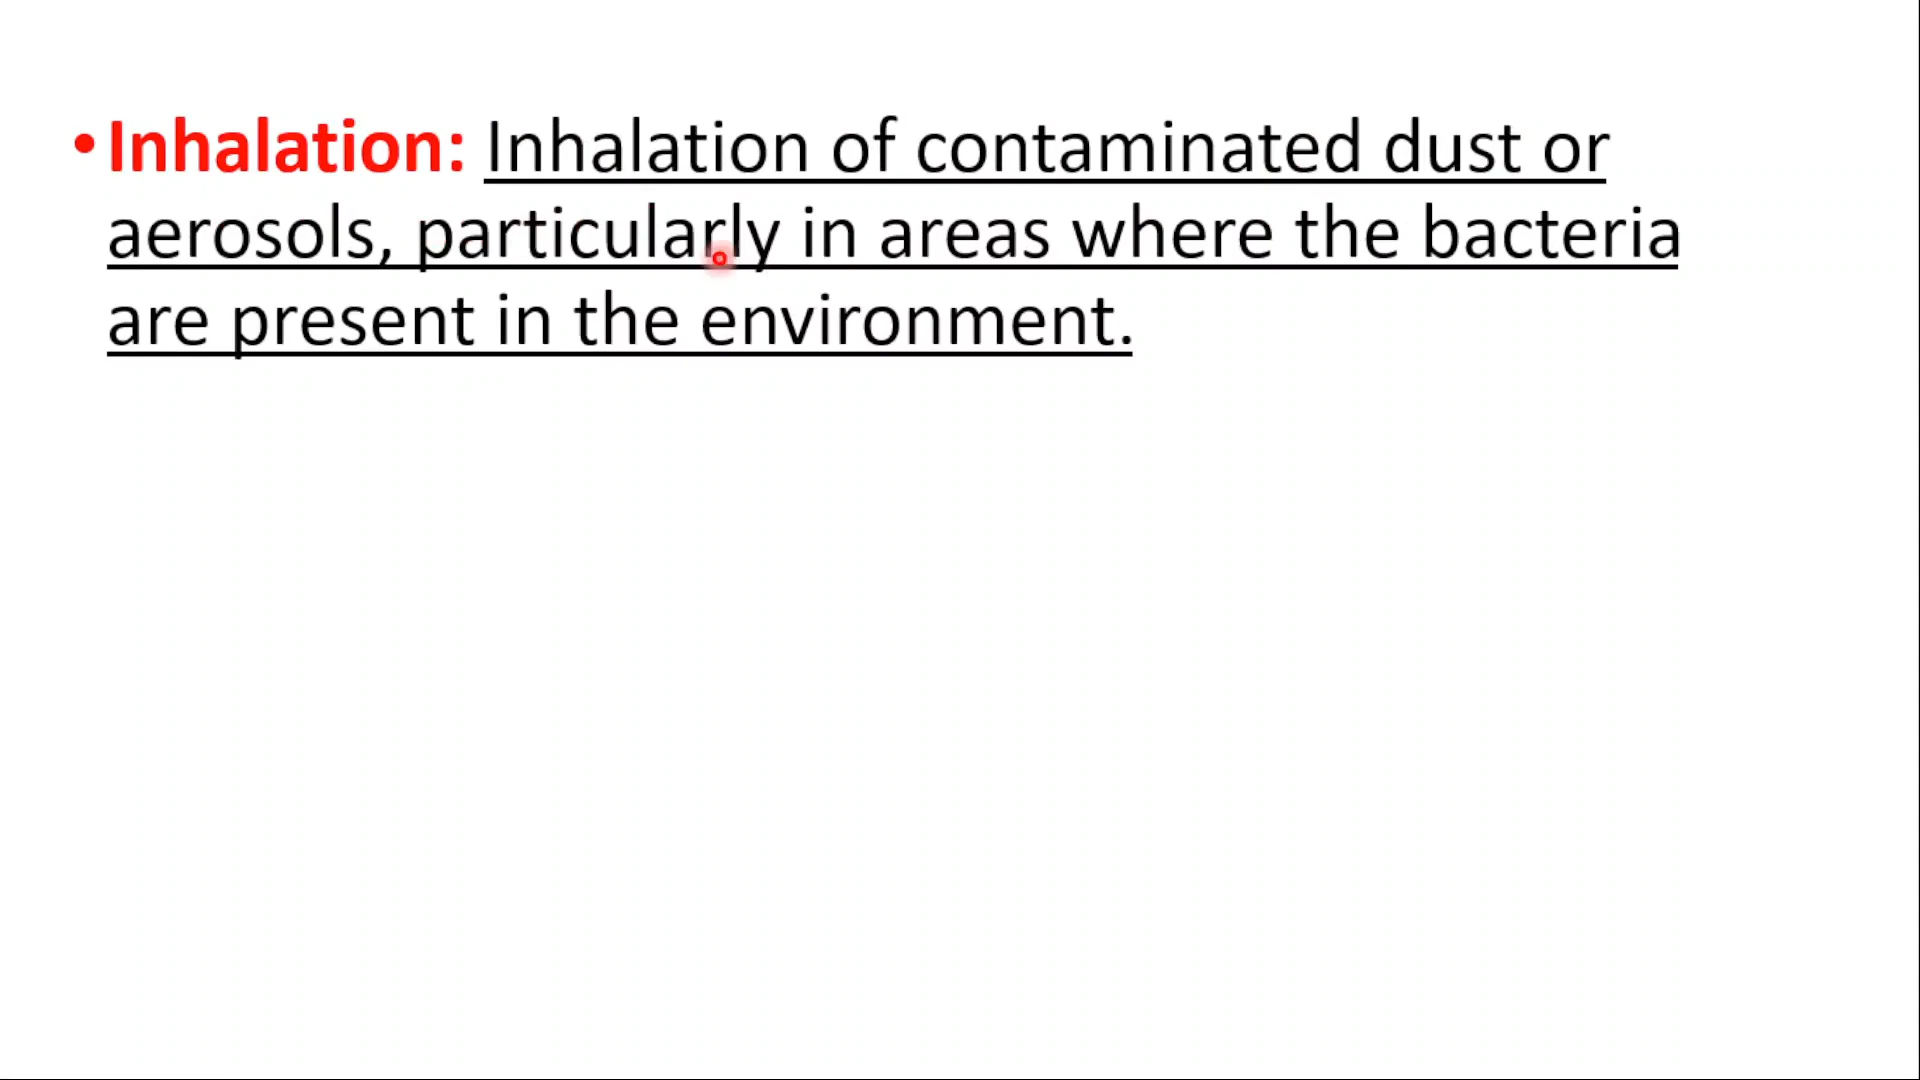 • Inhalation: Inhalation of contaminated dust or
aerosols, particularly in areas where the bacteria
are present in the environment.